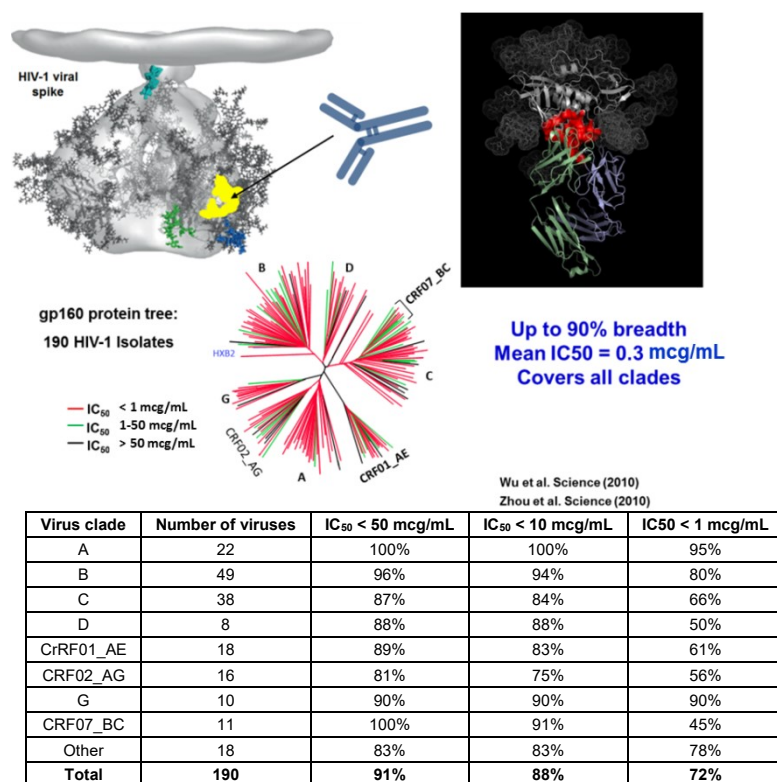 HIV-1 viral
spike
gp160 protein tree:
190 HIV-1 Isolates
B
D
CRF07_BC
HXB2
C
G
CRF02_AG
A
CRF01_AE
IC50 < 1 mcg/mL
IC50 1-50 mcg/mL
IC50 > 50 mcg/mL
Up to 90% breadth
Mean IC50 = 0.3 mcg/mL
Covers all clades
Wu et al. Science (2010)
Zhou et al. Science (2010)
Virus clade Number of viruses IC50 < 50 mcg/mL IC50 < 10 mcg/mL IC50 < 1 mcg/mL
A 22 100% 100% 95%
B 49 96% 94% 80%
C 38 87% 84% 66%
D 8 88% 88% 50%
CrRF01_AE 18 89% 83% 61%
CRF02_AG 16 81% 75% 56%
G 10 90% 90% 90%
CRF07_BC 11 100% 91% 45%
Other 18 83% 83% 78%
Total 190 91% 88% 72%